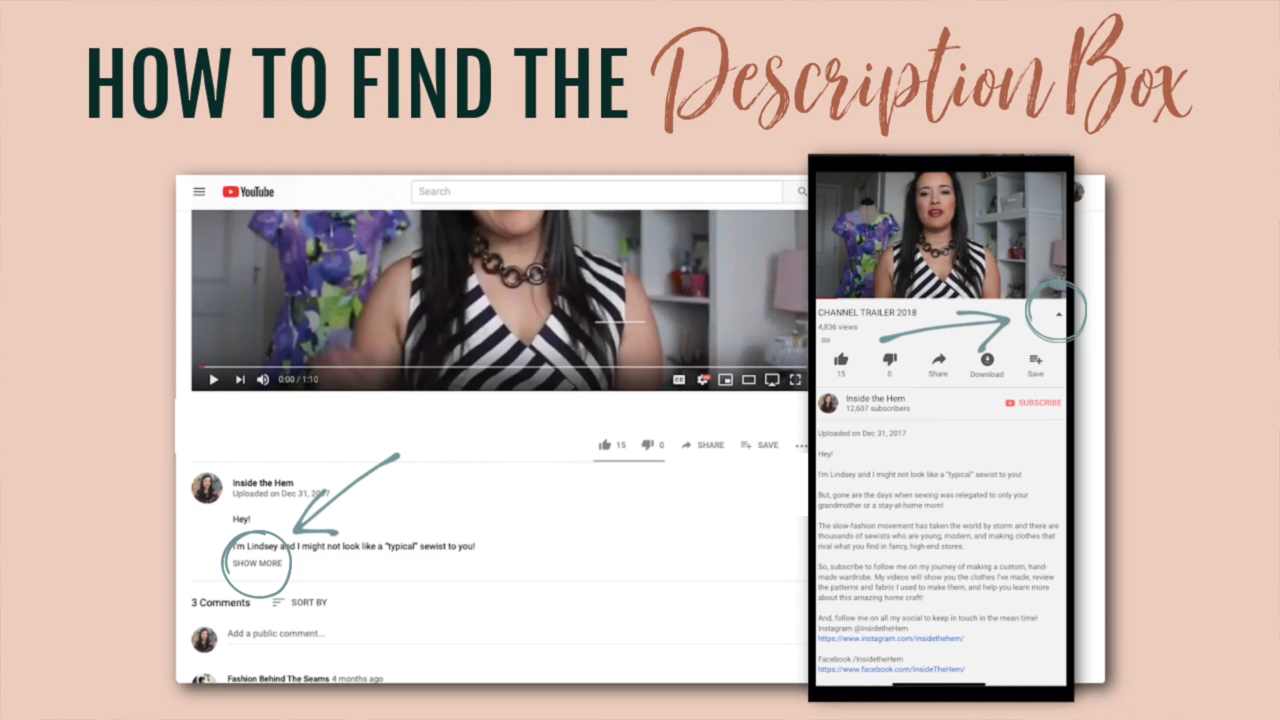 HOW TO FIND THE Description Box
YouTube
Search
0:00 / 1:10
15 0 SHARE SAVE
Inside the Hem
Uploaded on Dec 31, 2017
Hey!
I'm Lindsey and I might not look like a "typical" sewist to you!
SHOW MORE
3 Comments SORT BY
Add a public comment...
Fashion Behind The Seams 4 months ago
CHANNEL TRAILER 2018
4,836 views
15 0 Share Download Save
Inside the Hem
12,607 subscribers
SUBSCRIBE
Uploaded on Dec 31, 2017
Hey!
I'm Lindsey and I might not look like a "typical" sewist to you!
But, gone are the days when sewing was relegated to only your
grandmother or a stay-at-home mom!
The slow-fashion movement has taken the world by storm and there are
thousands of sewists who are young, modern, and making clothes that
rival what you find in fancy, high-end stores.
So, subscribe to follow me on my journey of making a custom, hand-
made wardrobe. My videos will show you the clothes I've made, review
the patterns and fabric I used to make them, and help you learn more
about this amazing home craft!
And, follow me on all my social to keep in touch in the mean time!
Instagram @InsidetheHem
https://www.instagram.com/insidethehem/
Facebook /InsidetheHem
https://www.facebook.com/InsideTheHem/